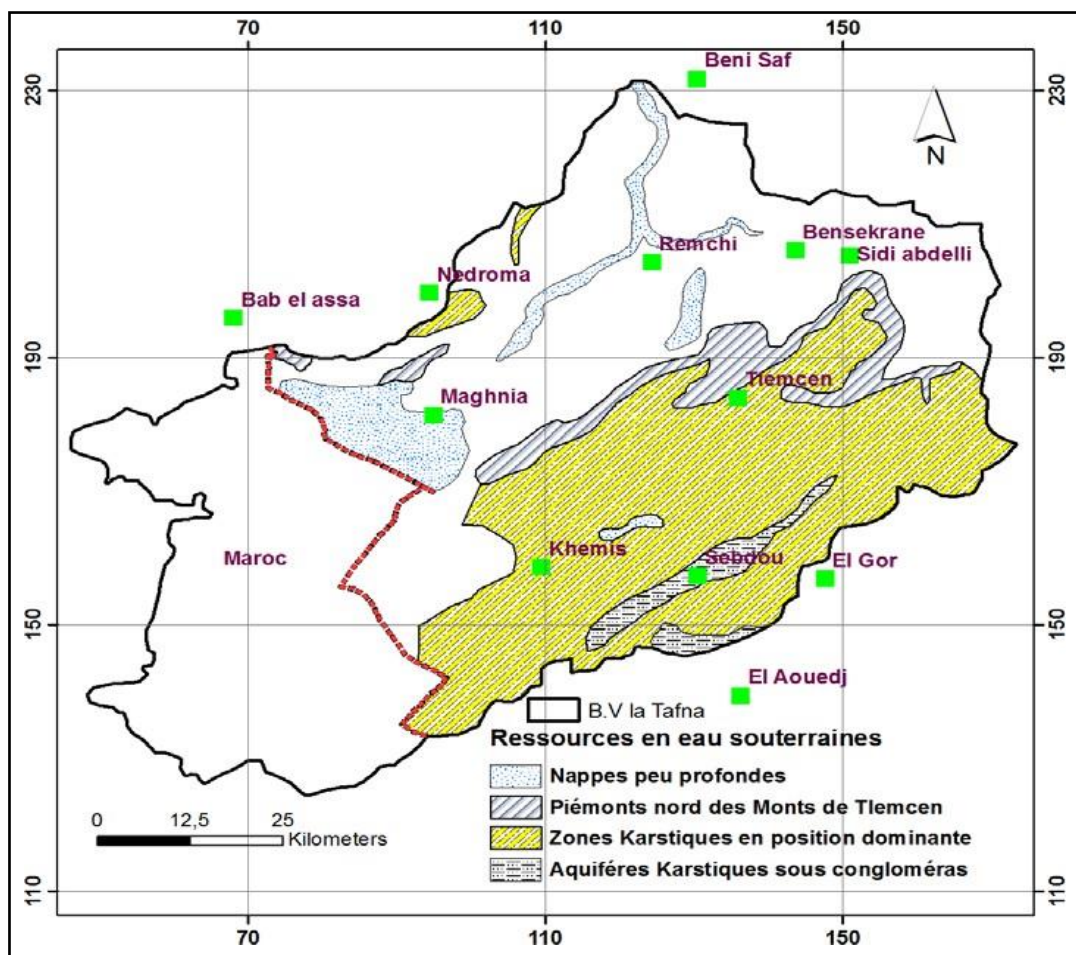 70 110 150
Beni Saf
230 230
N
Bensekrane
Remchi
Sidi abdelli
Nedroma
Bab el assa
190 190
Tlemcen
Maghnia
Khemis
Sebdou
El Gor
Maroc
150 150
El Aouedj
B.V la Tafna
Ressources en eau souterraines
Nappes peu profondes
Piémonts nord des Monts de Tlemcen
Zones Karstiques en position dominante
Aquiféres Karstiques sous congloméras
0 12,5 25
Kilometers
110 110
70 110 150